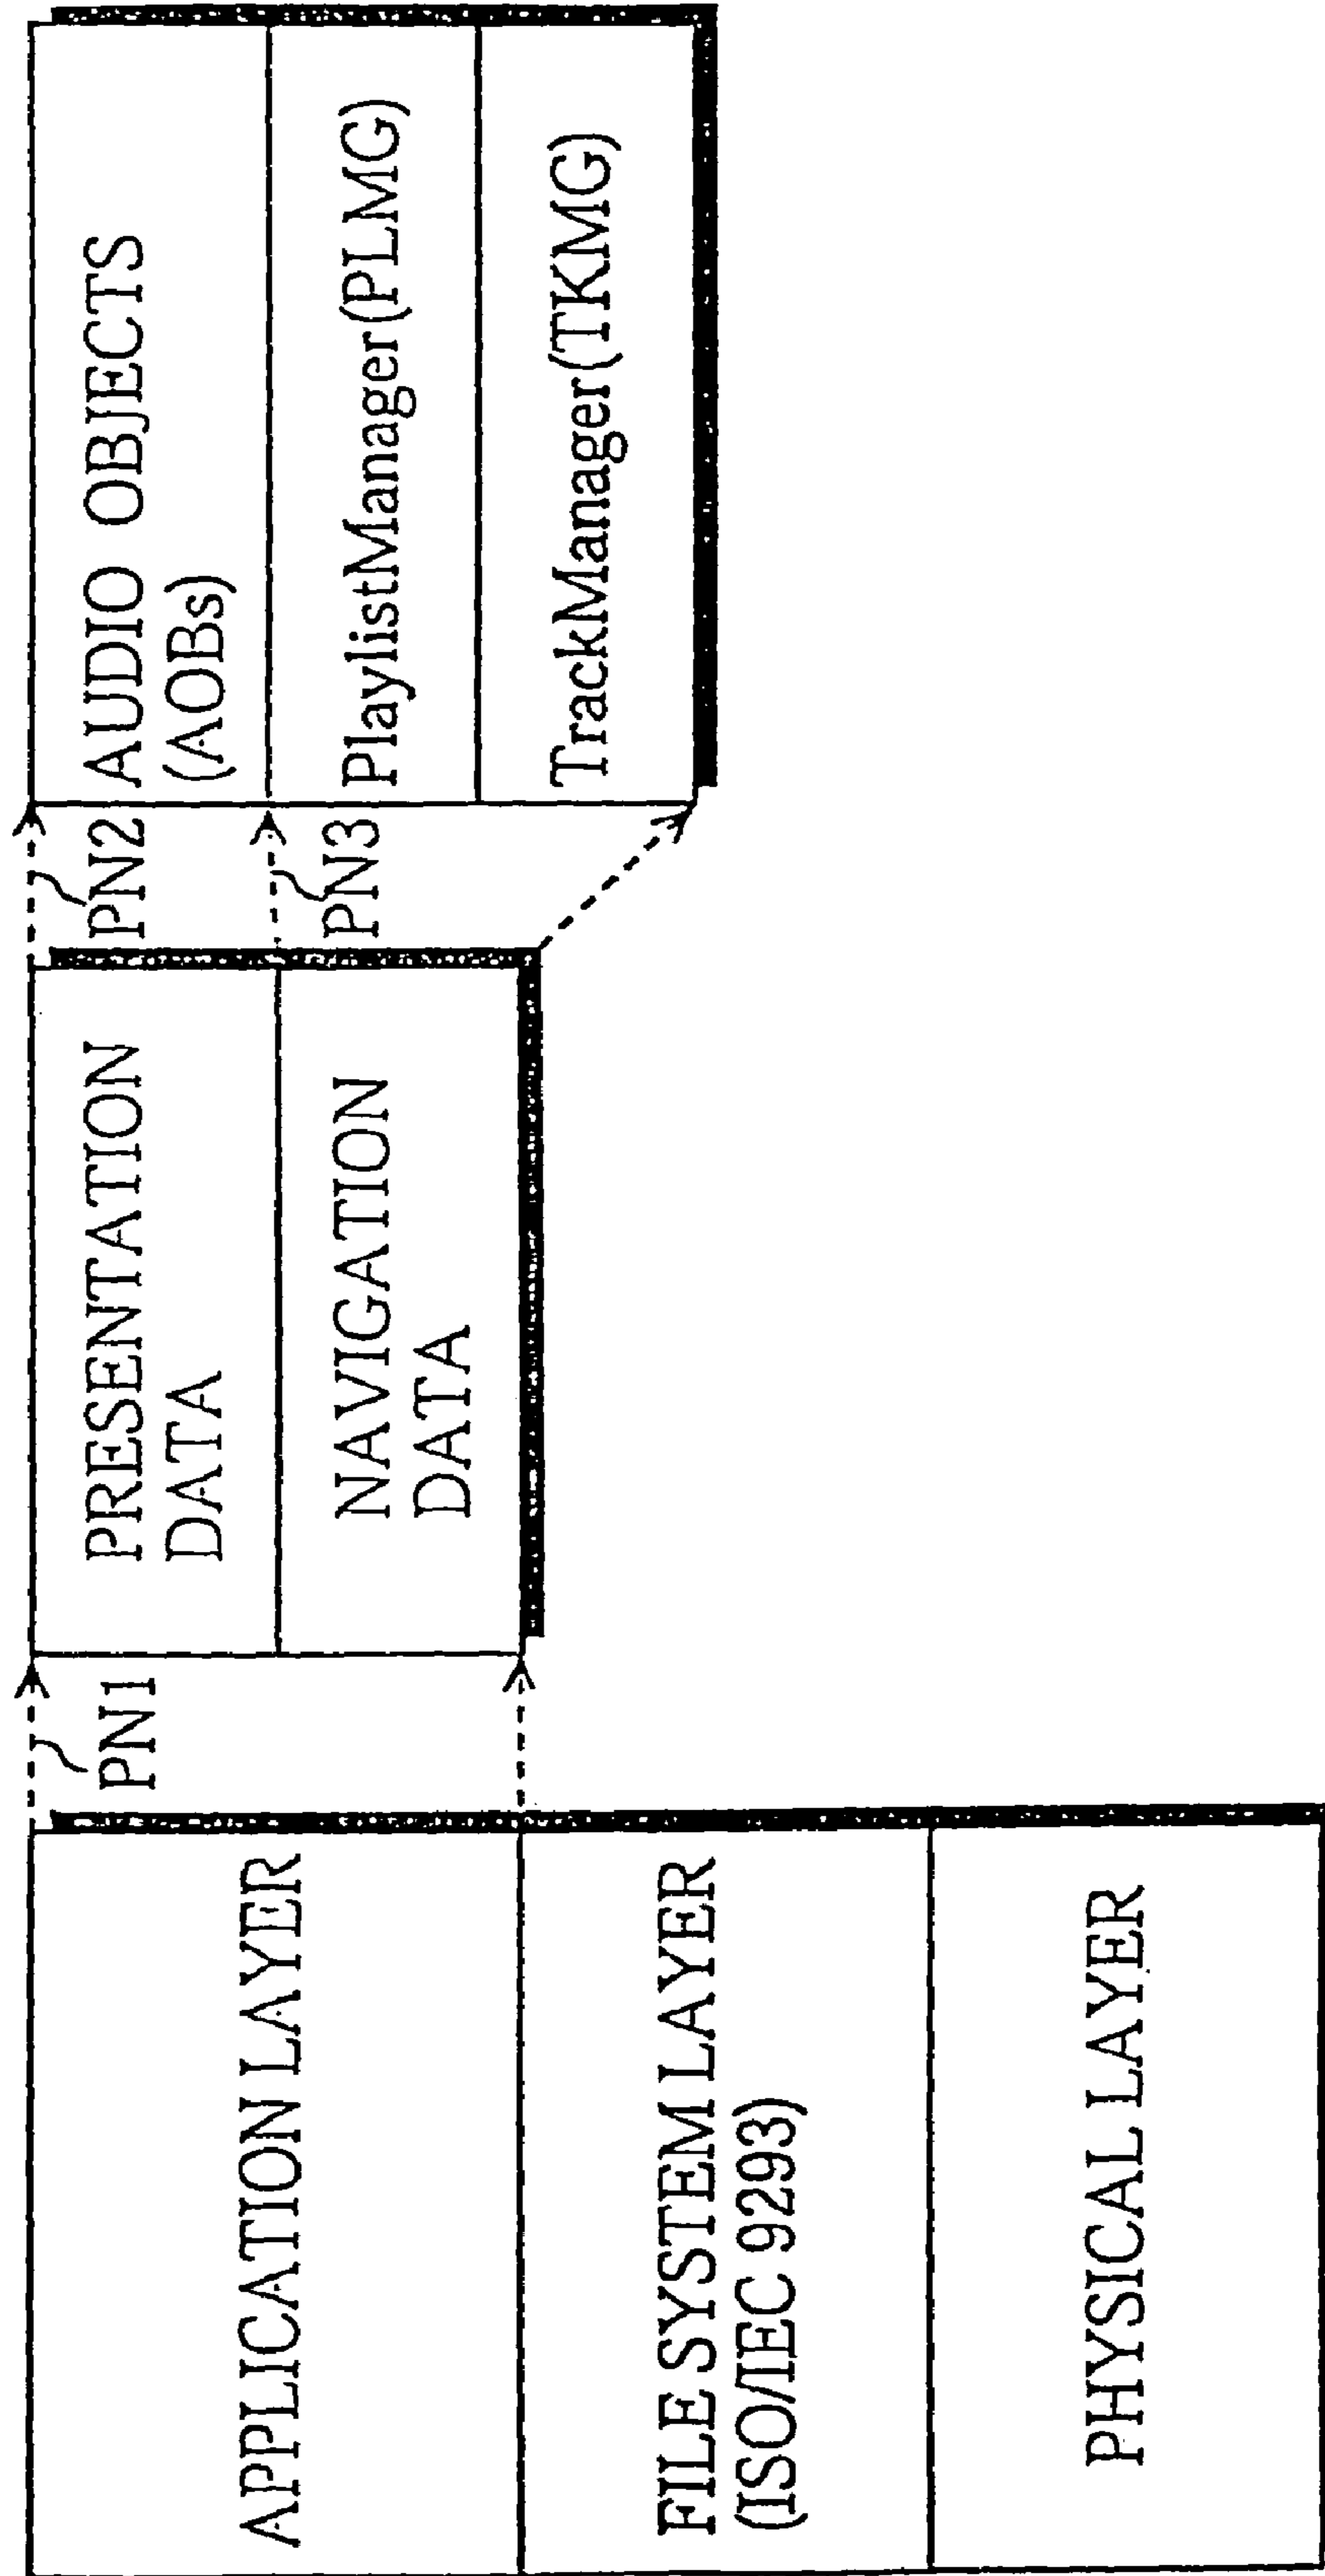 APPLICATION LAYER
FILE SYSTEM LAYER
(ISO/IEC 9293)
PHYSICAL LAYER
PN1
PRESENTATION
DATA
NAVIGATION
DATA
PN2
PN3
AUDIO OBJECTS
(AOBs)
PlaylistManager(PLMG)
TrackManager(TKMG)